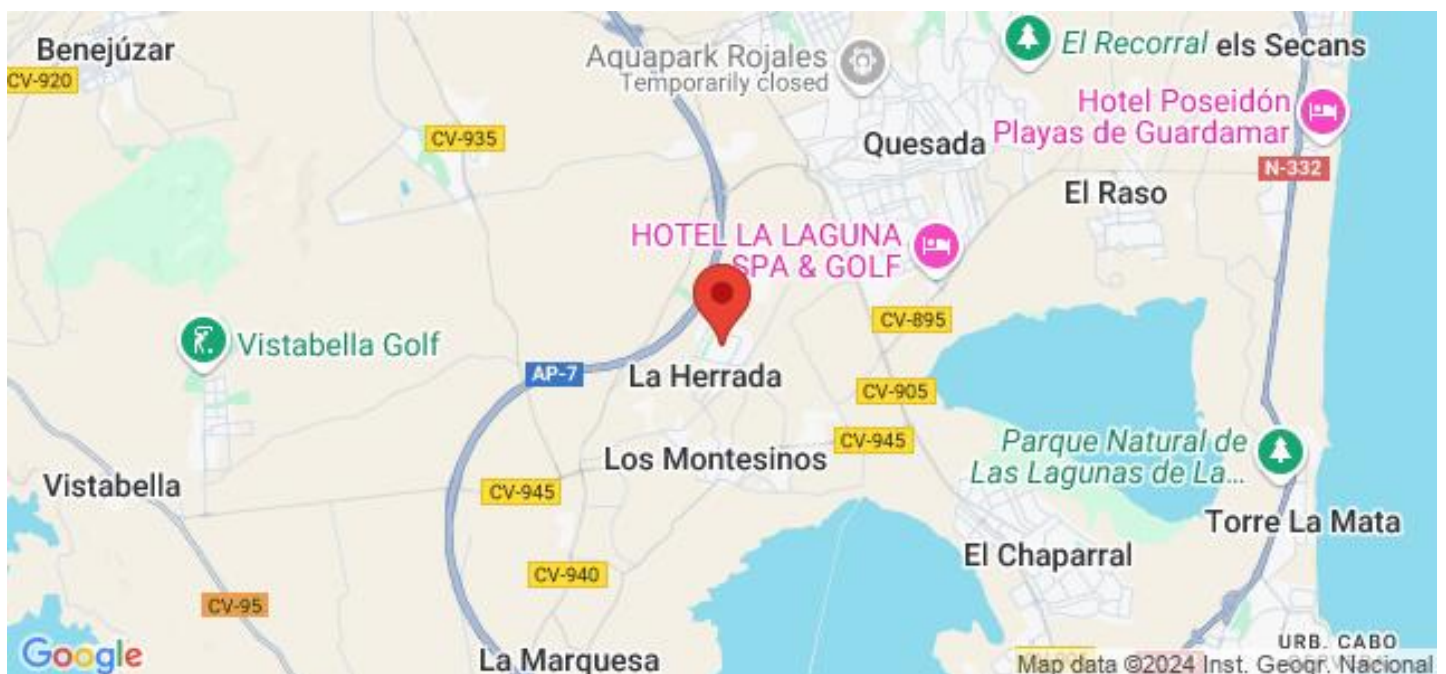 Benejúzar
CV-920
Aquapark Rojales
Temporarily closed
El Recorral
els Secans
Hotel Poseidón
Playas de Guardamar
CV-935
Quesada
N-332
El Raso
HOTEL LA LAGUNA
SPA & GOLF
CV-895
Vistabella Golf
AP-7
La Herrada
CV-905
CV-945
Parque Natural de
Las Lagunas de La...
Los Montesinos
Vistabella
CV-945
Torre La Mata
El Chaparral
CV-940
CV-95
URB. CABO
Google
La Marquesa
Map data ©2024 Inst. Geogr. Nacional